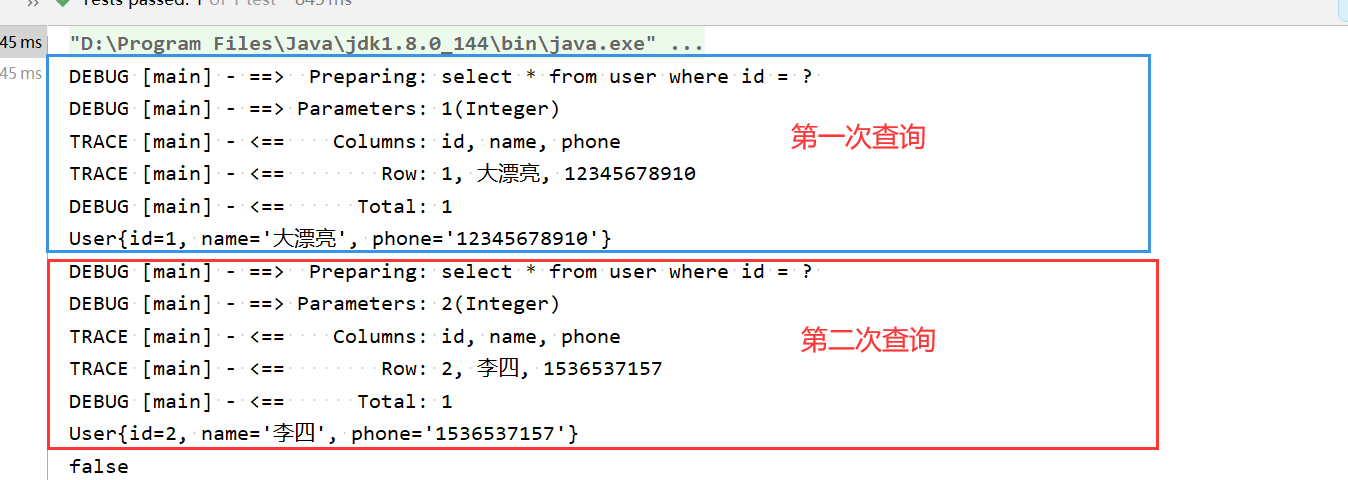 Tests passed: 1 of 1 test - 645 ms
45 ms "D:\Program Files\Java\jdk1.8.0_144\bin\java.exe" ...
45 ms DEBUG [main] - ==>  Preparing: select * from user where id = ?
DEBUG [main] - ==> Parameters: 1(Integer)
TRACE [main] - <==    Columns: id, name, phone
第一次查询
TRACE [main] - <==        Row: 1, 大漂亮, 12345678910
DEBUG [main] - <==      Total: 1
User{id=1, name='大漂亮', phone='12345678910'}
DEBUG [main] - ==>  Preparing: select * from user where id = ?
DEBUG [main] - ==> Parameters: 2(Integer)
TRACE [main] - <==    Columns: id, name, phone
第二次查询
TRACE [main] - <==        Row: 2, 李四, 1536537157
DEBUG [main] - <==      Total: 1
User{id=2, name='李四', phone='1536537157'}
false